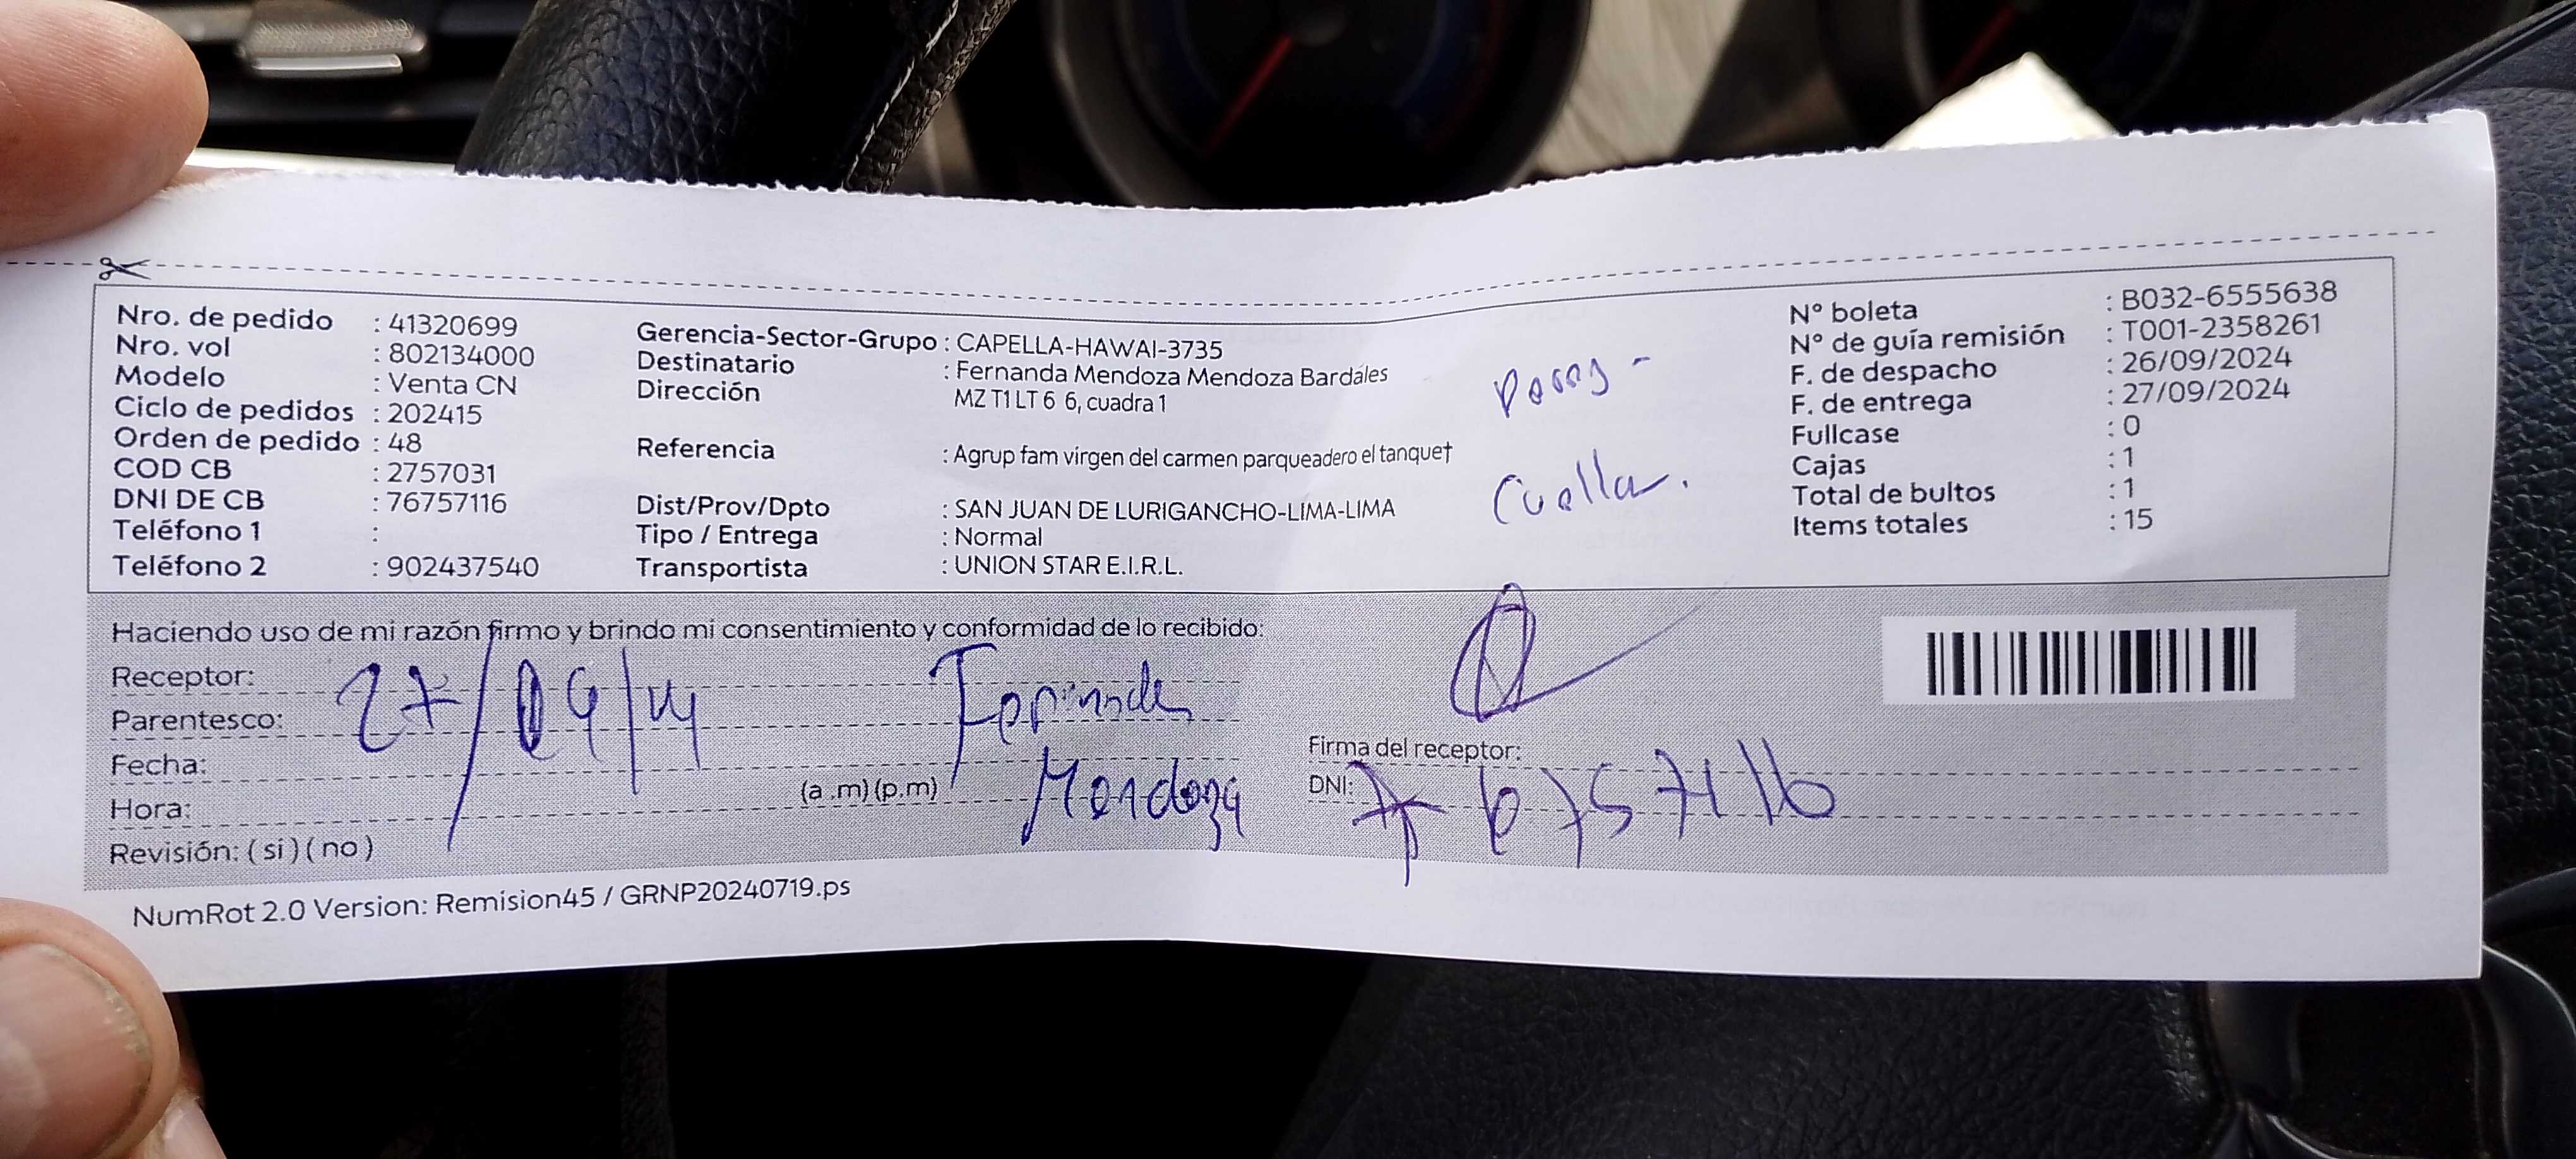 Nro. de pedido : 41320699
Nro. vol : 802134000
Modelo : Venta CN
Ciclo de pedidos : 202415
Orden de pedido : 48
COD CB : 2757031
DNI DE CB : 76757116
Teléfono 1 :
Teléfono 2 : 902437540
Gerencia-Sector-Grupo : CAPELLA-HAWAI-3735
Destinatario : Fernanda Mendoza Mendoza Bardales
Dirección MZ T1 LT 6 6, cuadra 1
Referencia : Agrup fam virgen del carmen parqueadero el tanquet
Dist/Prov/Dpto : SAN JUAN DE LURIGANCHO-LIMA-LIMA
Tipo / Entrega : Normal
Transportista : UNION STAR E.I.R.L.
Cuella.
N° boleta : B032-6555638
N° de guía remisión : T001-2358261
F. de despacho : 26/09/2024
F. de entrega : 27/09/2024
Fullcase : 0
Cajas : 1
Total de bultos : 1
Items totales : 15
Haciendo uso de mi razón firmo y brindo mi consentimiento y conformidad de lo recibido:
Receptor:
Parentesco:
27/09/24
Fernanda
Mendoza
Fecha:
Hora: (a .m) (p.m)
Revisión: ( si ) ( no )
Firma del receptor:
DNI: 76757116
NumRot 2.0 Version: Remision45 / GRNP20240719.ps